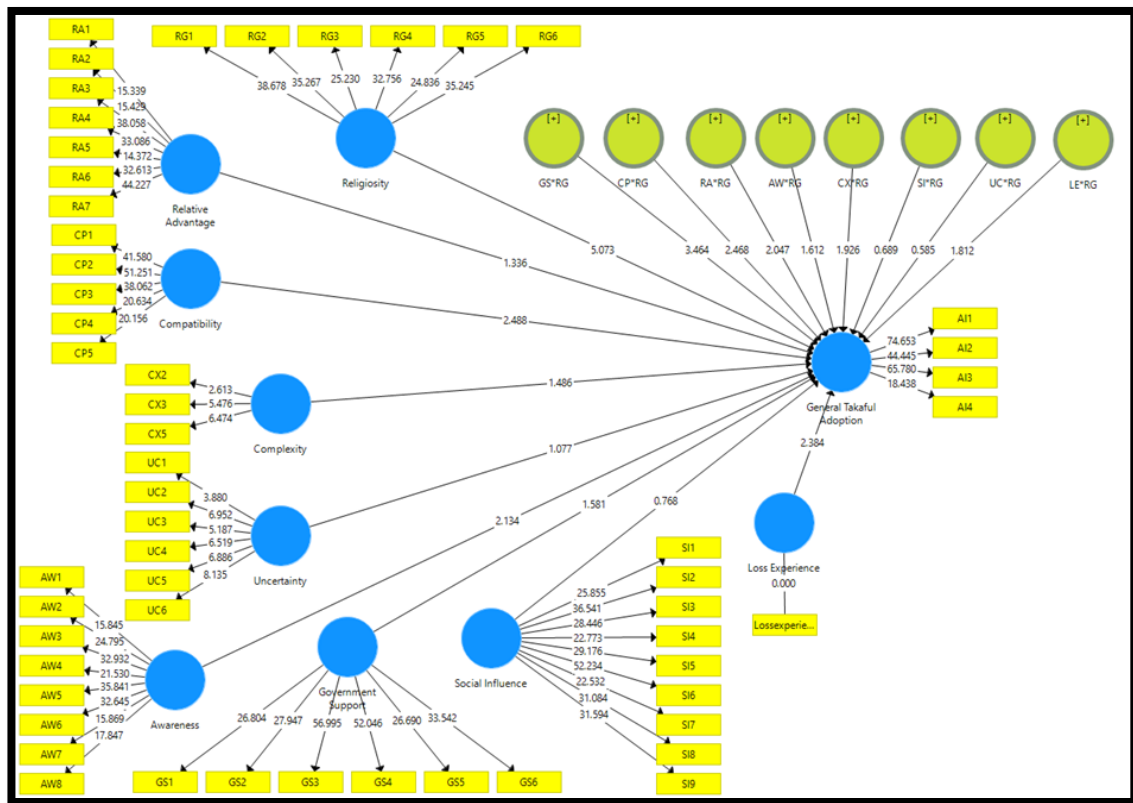 RA1
RA2
RA3
RA4
RA5
RA6
RA7
15.339
15.429
38.058
33.086
14.372
32.613
44.227
Relative
Advantage
RG1
RG2
RG3
RG4
RG5
RG6
38.678
35.267
25.230
32.756
24.836
35.245
Religiosity
[+]
[+]
[+]
[+]
[+]
[+]
[+]
[+]
GS*RG
CP*RG
RA*RG
AW*RG
CX*RG
SI*RG
UC*RG
LE*RG
3.464
2.468
2.047
1.612
1.926
0.689
0.585
1.812
5.073
1.336
CP1
CP2
CP3
CP4
CP5
41.580
51.251
38.062
20.634
20.156
Compatibility
2.488
CX2
CX3
CX5
2.613
5.476
6.474
Complexity
1.486
General Takaful
Adoption
74.653
44.445
65.780
18.438
AI1
AI2
AI3
AI4
UC1
UC2
UC3
UC4
UC5
UC6
3.880
6.952
5.187
6.519
6.886
8.135
Uncertainty
1.077
2.134
1.581
0.768
2.384
Loss Experience
0.000
Lossexperie...
AW1
AW2
AW3
AW4
AW5
AW6
AW7
AW8
15.845
24.795
32.932
21.530
35.841
32.645
15.869
17.847
Awareness
Government
Support
26.804
27.947
56.995
52.046
26.690
33.542
GS1
GS2
GS3
GS4
GS5
GS6
Social Influence
25.855
36.541
28.446
22.773
29.176
52.234
22.532
31.084
31.594
SI1
SI2
SI3
SI4
SI5
SI6
SI7
SI8
SI9